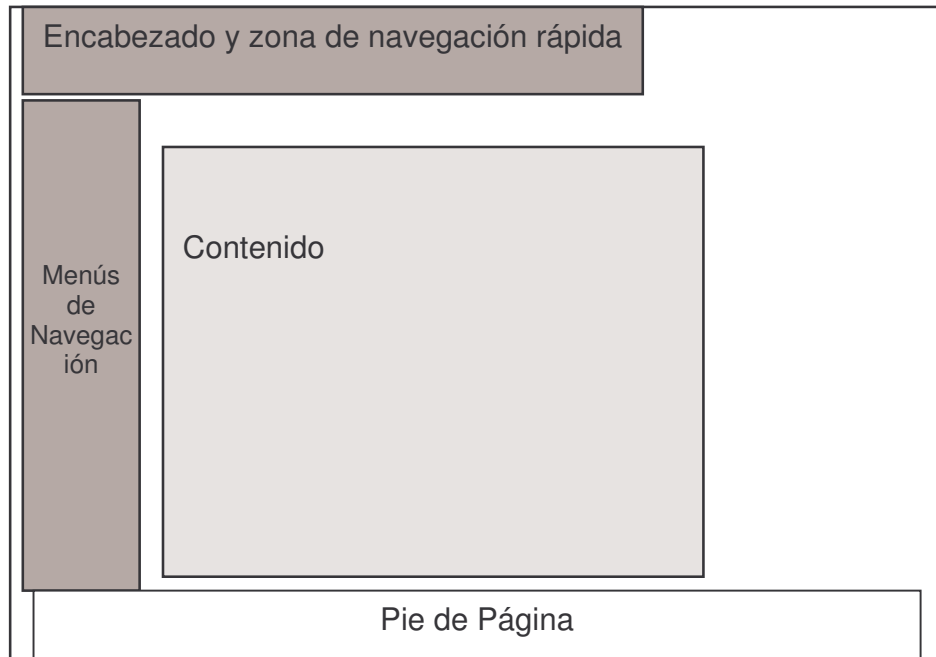 Encabezado y zona de navegación rápida
Contenido
Menús
de
Navegac
ión
Pie de Página